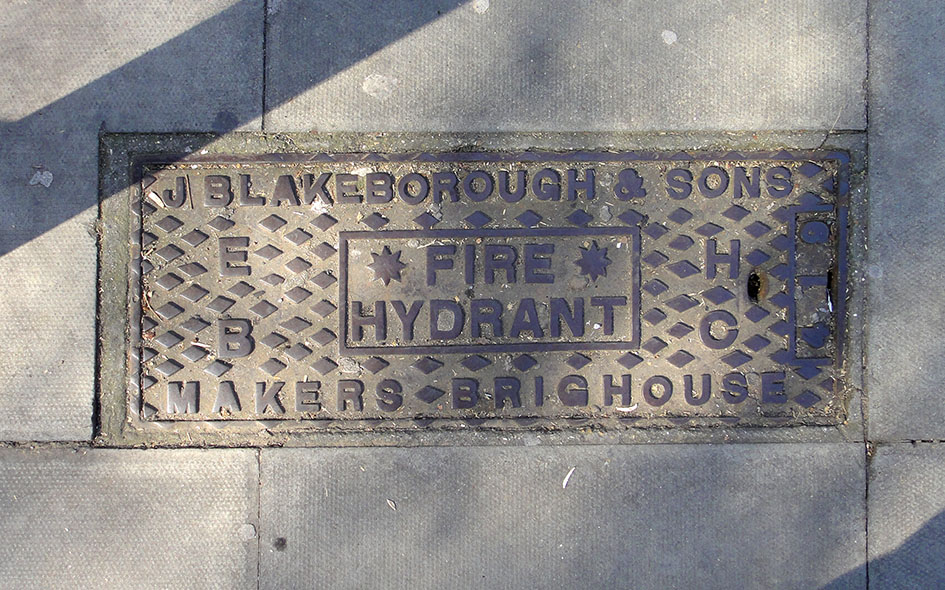 J BLAKEBOROUGH & SONS
E H
FIRE
HYDRANT
B C
MAKERS BRIGHOUSE